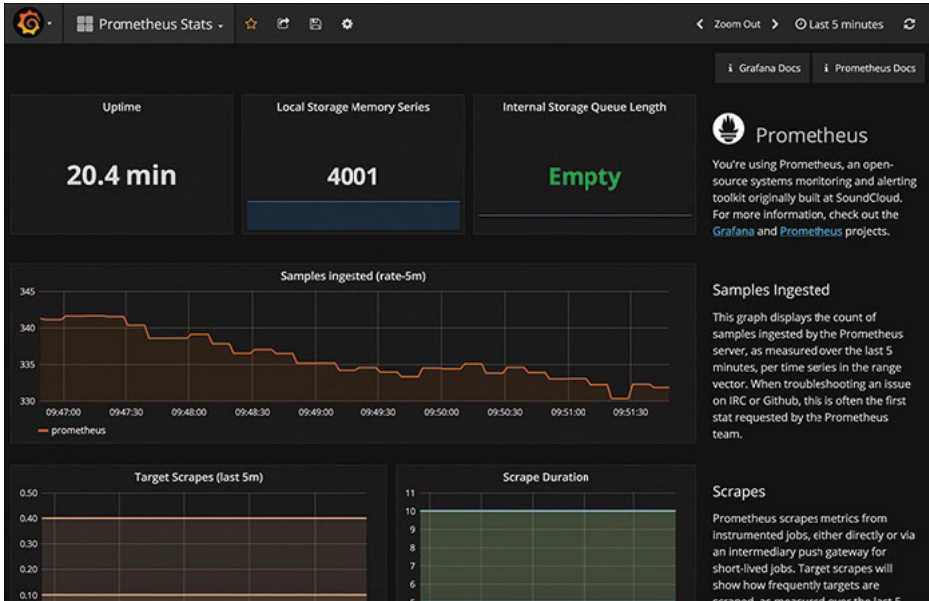 Prometheus Stats
Zoom Out
Last 5 minutes
i Grafana Docs
i Prometheus Docs
Uptime
20.4 min
Local Storage Memory Series
4001
Internal Storage Queue Length
Empty
Prometheus
You're using Prometheus, an open-
source systems monitoring and alerting
toolkit originally built at SoundCloud.
For more information, check out the
Grafana and Prometheus projects.
Samples ingested (rate-5m)
345
340
335
330
09:47:00 09:47:30 09:48:00 09:48:30 09:49:00 09:49:30 09:50:00 09:50:30 09:51:00 09:51:30
prometheus
Samples Ingested
This graph displays the count of
samples ingested by the Prometheus
server, as measured over the last 5
minutes, per time series in the range
vector. When troubleshooting an issue
on IRC or Github, this is often the first
stat requested by the Prometheus
team.
Target Scrapes (last 5m)
0.50
0.40
0.30
0.20
0.10
Scrape Duration
11
10
9
8
7
6
Scrapes
Prometheus scrapes metrics from
instrumented jobs, either directly or via
an intermediary push gateway for
short-lived jobs. Target scrapes will
show how frequently targets are
scraped, as measured over the last 5